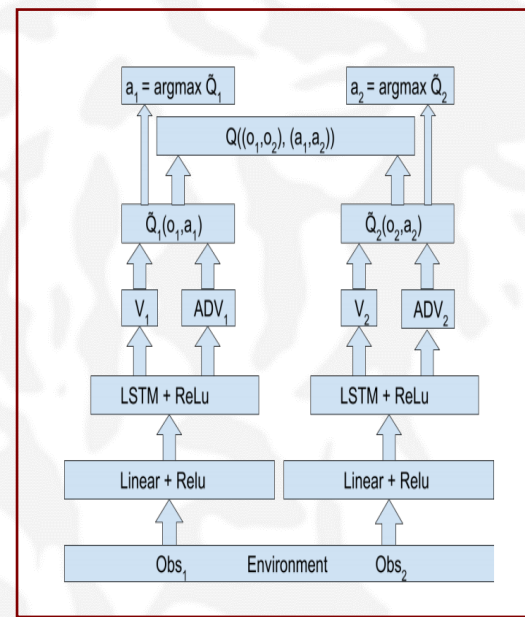 a₁ = argmax Q̃₁ a₂ = argmax Q̃₂
Q((o₁,o₂), (a₁,a₂))
Q̃₁(o₁,a₁) Q̃₂(o₂,a₂)
V₁ ADV₁ V₂ ADV₂
LSTM + ReLu LSTM + ReLu
Linear + Relu Linear + Relu
Obs₁ Environment Obs₂